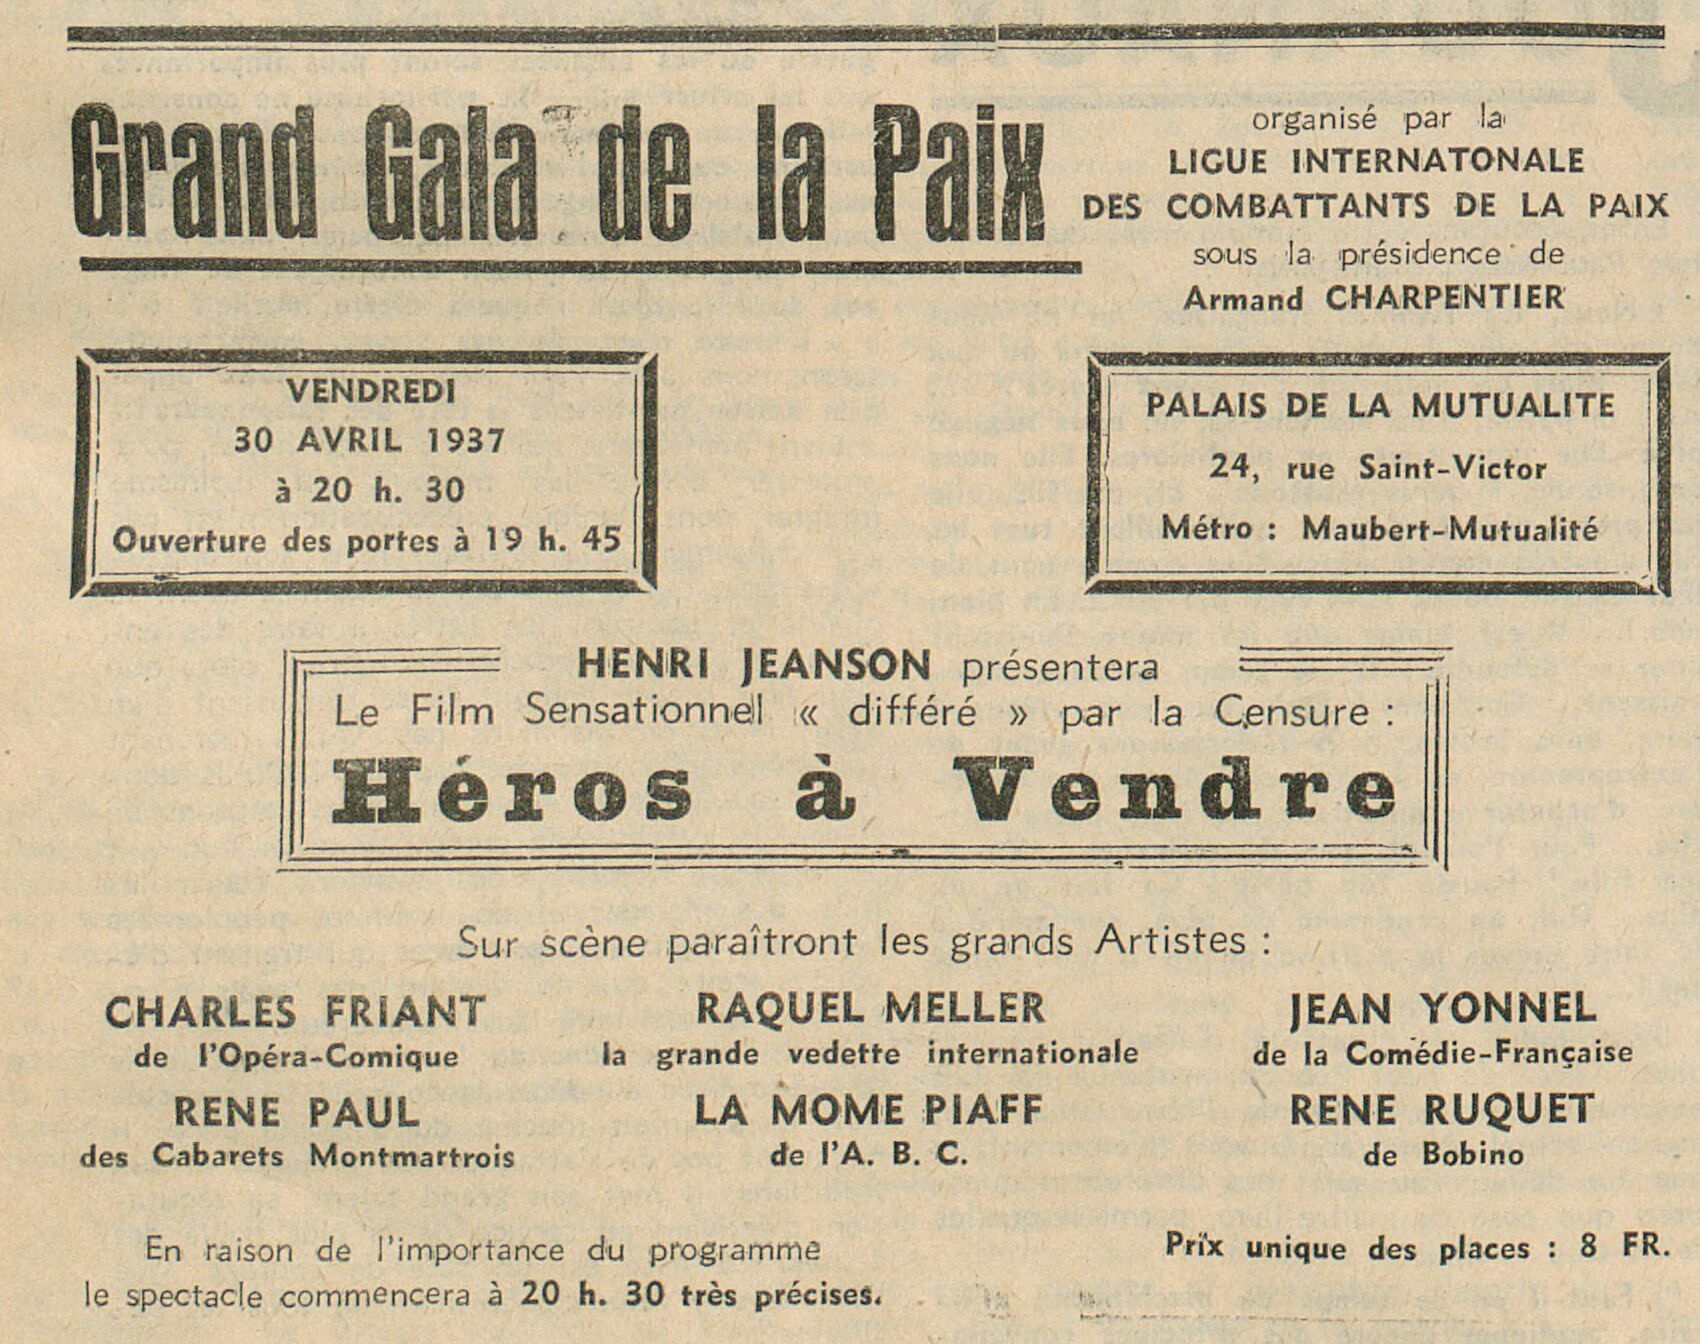 Grand Gala de la Paix
organisé par la
LIGUE INTERNATONALE
DES COMBATTANTS DE LA PAIX
sous la présidence de
Armand CHARPENTIER
VENDREDI
30 AVRIL 1937
à 20 h. 30
Ouverture des portes à 19 h. 45
PALAIS DE LA MUTUALITE
24, rue Saint-Victor
Métro : Maubert-Mutualité
HENRI JEANSON présentera
Le Film Sensationnel « différé » par la Censure :
Héros à Vendre
Sur scène paraîtront les grands Artistes :
CHARLES FRIANT
de l'Opéra-Comique
RAQUEL MELLER
la grande vedette internationale
JEAN YONNEL
de la Comédie-Française
RENE PAUL
des Cabarets Montmartrois
LA MOME PIAFF
de l'A. B. C.
RENE RUQUET
de Bobino
En raison de l'importance du programme
le spectacle commencera à 20 h. 30 très précises.
Prix unique des places : 8 FR.